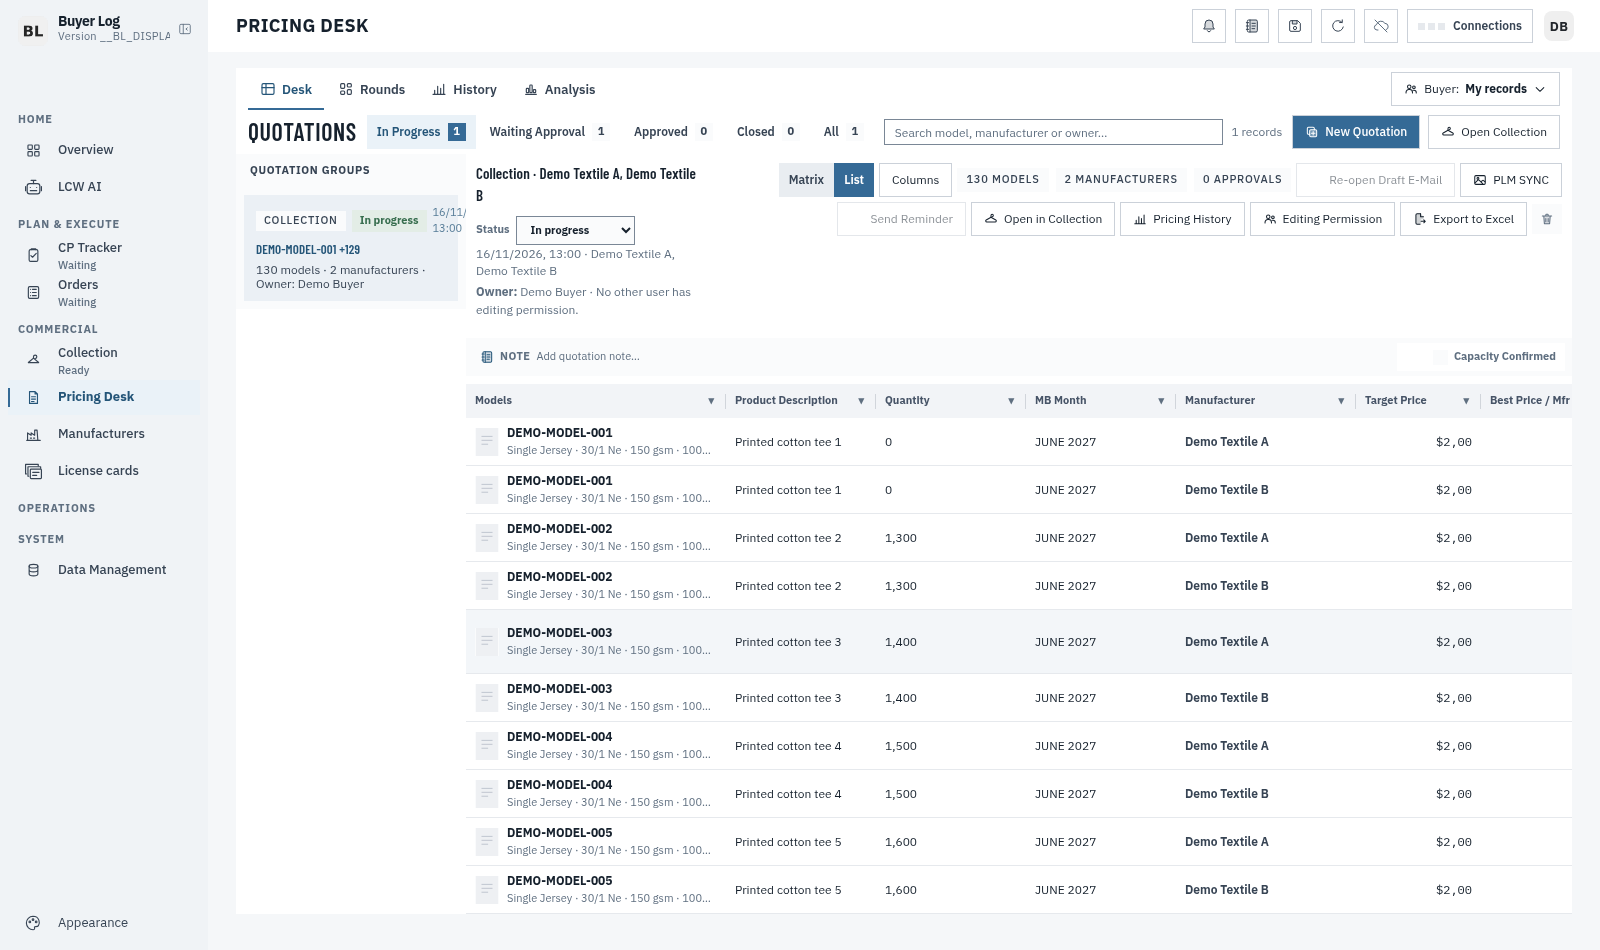 BL
Buyer Log
Version __BL_DISPLA
HOME
Overview
LCW AI
PLAN & EXECUTE
CP Tracker
Waiting
Orders
Waiting
COMMERCIAL
Collection
Ready
Pricing Desk
Manufacturers
License cards
OPERATIONS
SYSTEM
Data Management
Appearance
PRICING DESK
Connections
DB
Desk
Rounds
History
Analysis
Buyer: My records
QUOTATIONS
In Progress 1
Waiting Approval 1
Approved 0
Closed 0
All 1
Search model, manufacturer or owner...
1 records
New Quotation
Open Collection
QUOTATION GROUPS
COLLECTION
In progress
16/11/
13:00
DEMO-MODEL-001 +129
130 models · 2 manufacturers ·
Owner: Demo Buyer
Collection · Demo Textile A, Demo Textile
B
Status In progress
16/11/2026, 13:00 · Demo Textile A,
Demo Textile B
Owner: Demo Buyer · No other user has
editing permission.
Matrix
List
Columns
130 MODELS
2 MANUFACTURERS
0 APPROVALS
Re-open Draft E-Mail
PLM SYNC
Send Reminder
Open in Collection
Pricing History
Editing Permission
Export to Excel
NOTE Add quotation note...
Capacity Confirmed
Models ▼ Product Description ▼ Quantity ▼ MB Month ▼ Manufacturer ▼ Target Price ▼ Best Price / Mfr
DEMO-MODEL-001
Single Jersey · 30/1 Ne · 150 gsm · 100... Printed cotton tee 1 0 JUNE 2027 Demo Textile A $2,00
DEMO-MODEL-001
Single Jersey · 30/1 Ne · 150 gsm · 100... Printed cotton tee 1 0 JUNE 2027 Demo Textile B $2,00
DEMO-MODEL-002
Single Jersey · 30/1 Ne · 150 gsm · 100... Printed cotton tee 2 1,300 JUNE 2027 Demo Textile A $2,00
DEMO-MODEL-002
Single Jersey · 30/1 Ne · 150 gsm · 100... Printed cotton tee 2 1,300 JUNE 2027 Demo Textile B $2,00
DEMO-MODEL-003
Single Jersey · 30/1 Ne · 150 gsm · 100... Printed cotton tee 3 1,400 JUNE 2027 Demo Textile A $2,00
DEMO-MODEL-003
Single Jersey · 30/1 Ne · 150 gsm · 100... Printed cotton tee 3 1,400 JUNE 2027 Demo Textile B $2,00
DEMO-MODEL-004
Single Jersey · 30/1 Ne · 150 gsm · 100... Printed cotton tee 4 1,500 JUNE 2027 Demo Textile A $2,00
DEMO-MODEL-004
Single Jersey · 30/1 Ne · 150 gsm · 100... Printed cotton tee 4 1,500 JUNE 2027 Demo Textile B $2,00
DEMO-MODEL-005
Single Jersey · 30/1 Ne · 150 gsm · 100... Printed cotton tee 5 1,600 JUNE 2027 Demo Textile A $2,00
DEMO-MODEL-005
Single Jersey · 30/1 Ne · 150 gsm · 100... Printed cotton tee 5 1,600 JUNE 2027 Demo Textile B $2,00